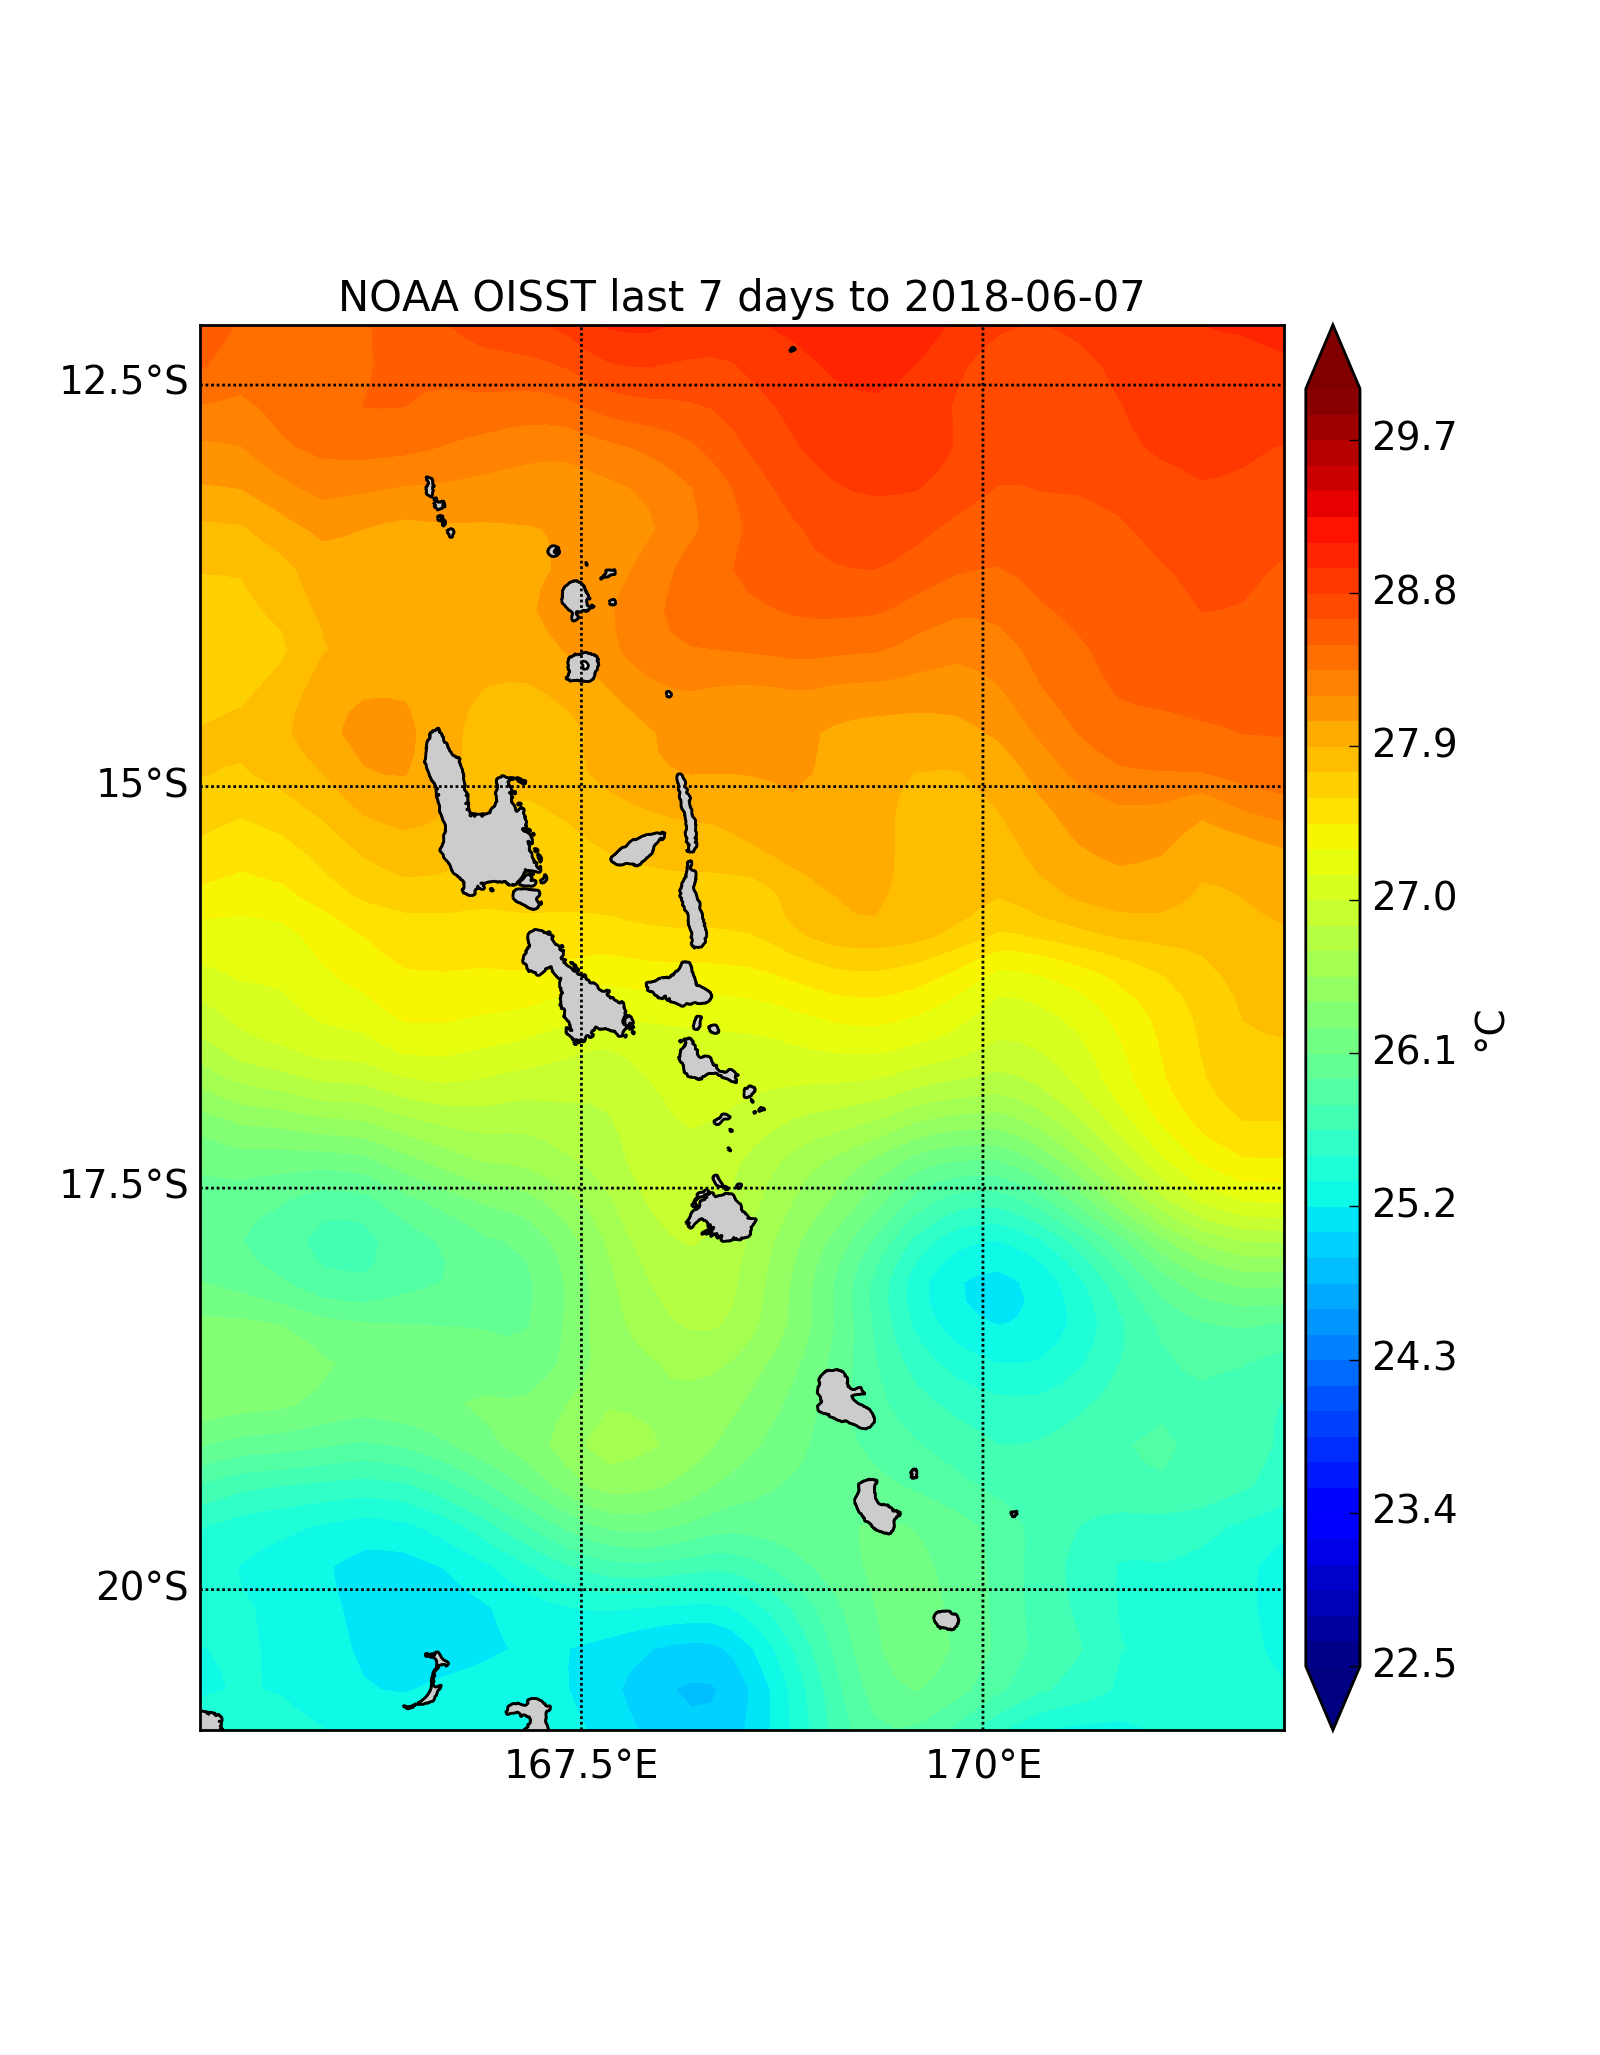 NOAA OISST last 7 days to 2018-06-07
12.5°S
15°S
17.5°S
20°S
167.5°E
170°E
29.7
28.8
27.9
27.0
26.1
25.2
24.3
23.4
22.5
°C